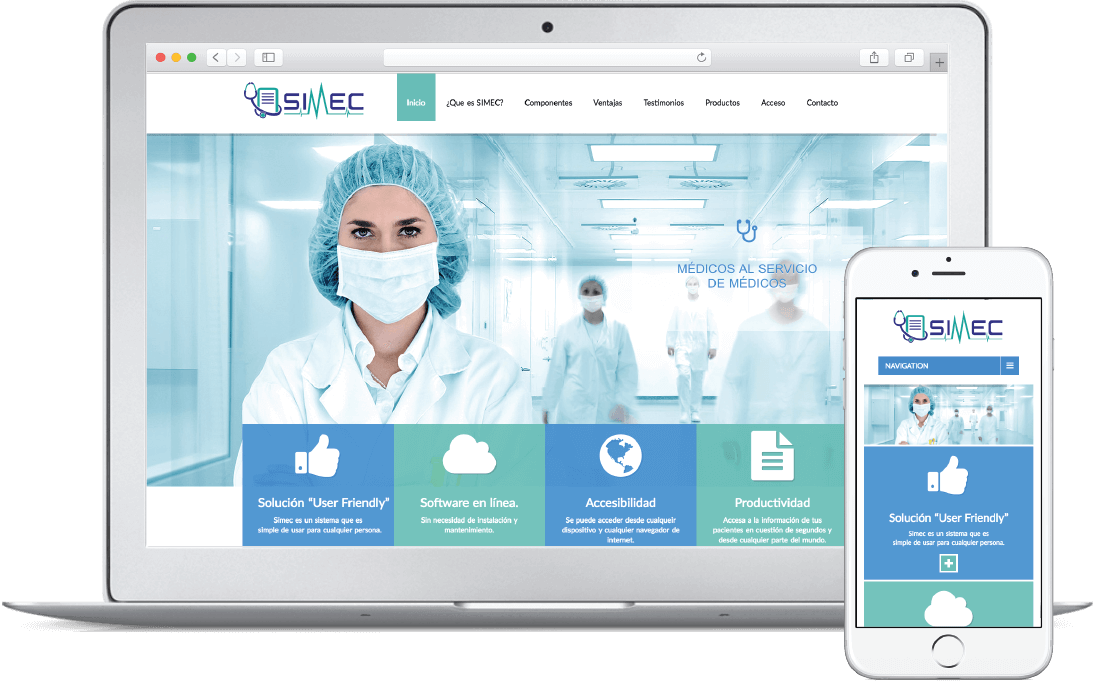 SIMEC
Inicio
¿Que es SIMEC?
Componentes
Ventajas
Testimonios
Productos
Acceso
Contacto
MÉDICOS AL SERVICIO
DE MÉDICOS
Solución "User Friendly"
Simec es un sistema que es
simple de usar para cualquier persona.
Software en línea.
Sin necesidad de instalación y
mantenimiento.
Accesibilidad
Se puede acceder desde cualqueir
dispositivo y cualquier navegador de
internet.
Productividad
Accesa a la información de tus
pacientes en cuestión de segundos y
desde cualquier parte del mundo.
SIMEC
NAVIGATION
Solución "User Friendly"
Simec es un sistema que es
simple de usar para cualquier persona.